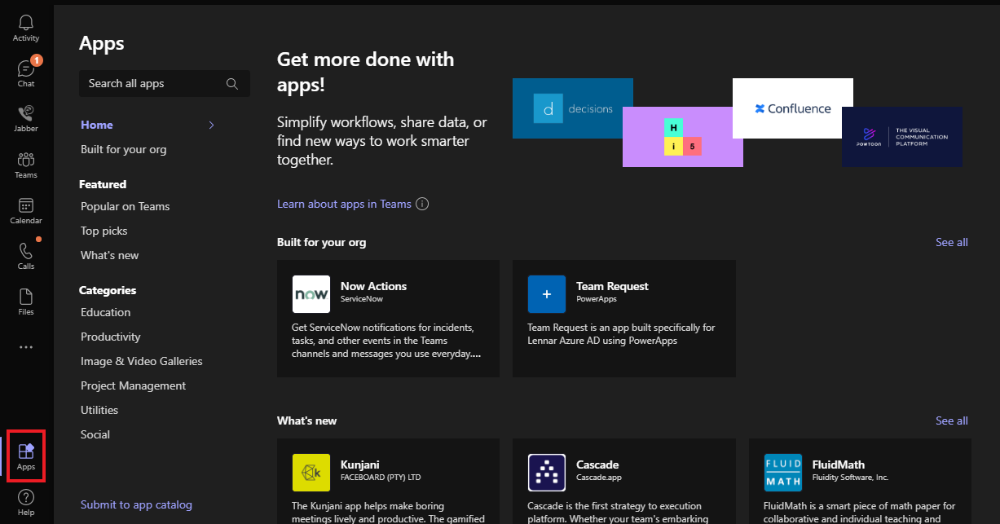 Activity
1
Chat
Jabber
Teams
Calendar
Calls
Files
Apps
Help
Apps
Search all apps
Home
Built for your org
Featured
Popular on Teams
Top picks
What's new
Categories
Education
Productivity
Image & Video Galleries
Project Management
Utilities
Social
Submit to app catalog
Get more done with
apps!
Simplify workflows, share data, or
find new ways to work smarter
together.
Learn about apps in Teams
d decisions
H
i 5
Confluence
POWTOON
THE VISUAL
COMMUNICATION
PLATFORM
Built for your org
See all
now
Now Actions
ServiceNow
Get ServiceNow notifications for incidents,
tasks, and other events in the Teams
channels and messages you use everyday....
Team Request
PowerApps
Team Request is an app built specifically for
Lennar Azure AD using PowerApps
What's new
See all
k
Kunjani
FACEBOARD (PTY) LTD
The Kunjani app helps make boring
meetings lively and productive. The gamified
Cascade
Cascade.app
Cascade is the first strategy to execution
platform. Whether your team's embarking
FLUID
MATH
FluidMath
Fluidity Software, Inc.
FluidMath is a smart piece of math paper for
collaborative and individual teaching and